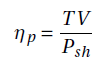 η_p = TV / P_sh